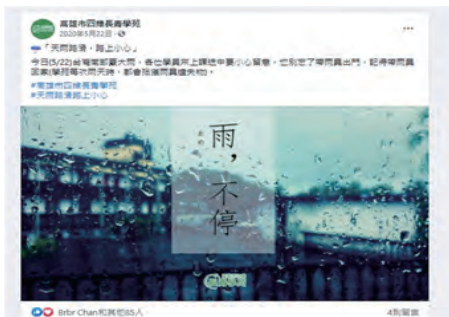 高雄市四維長青學苑
2020年5月22日
「天雨路滑，路上小心」
今日(5/22)台灣南部豪大雨，各位學員來上課途中要小心留意，也別忘了帶雨具出門，記得帶雨具
回家(學苑每次雨天時，都會拾獲雨具遺失物)。
#高雄市四維長青學苑
#天雨路滑路上小心
雨，不停
Brbr Chan和其他85人
4則留言